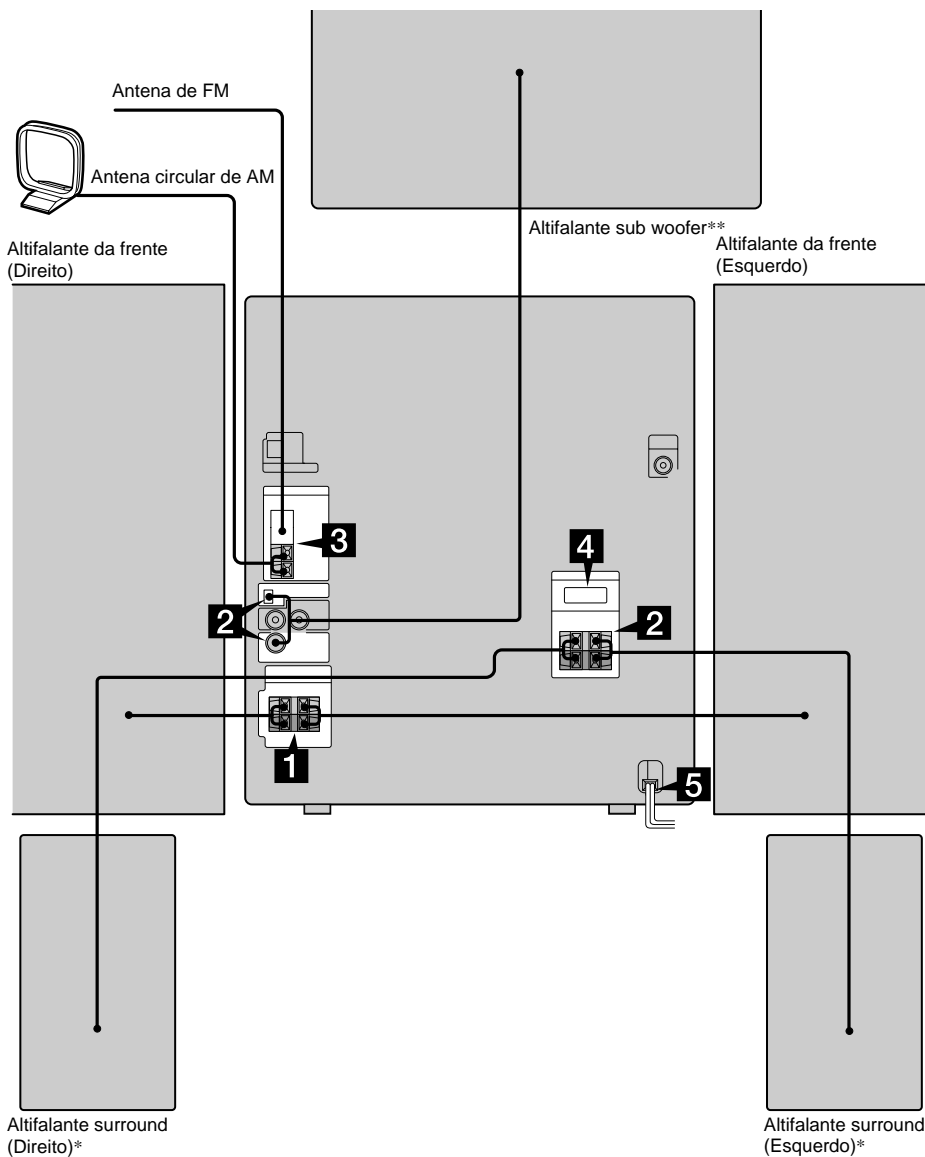 Antena de FM
Antena circular de AM
Altifalante sub woofer**
Altifalante da frente
(Direito)
Altifalante da frente
(Esquerdo)
3
4
2
2
1
5
Altifalante surround
(Direito)*
Altifalante surround
(Esquerdo)*